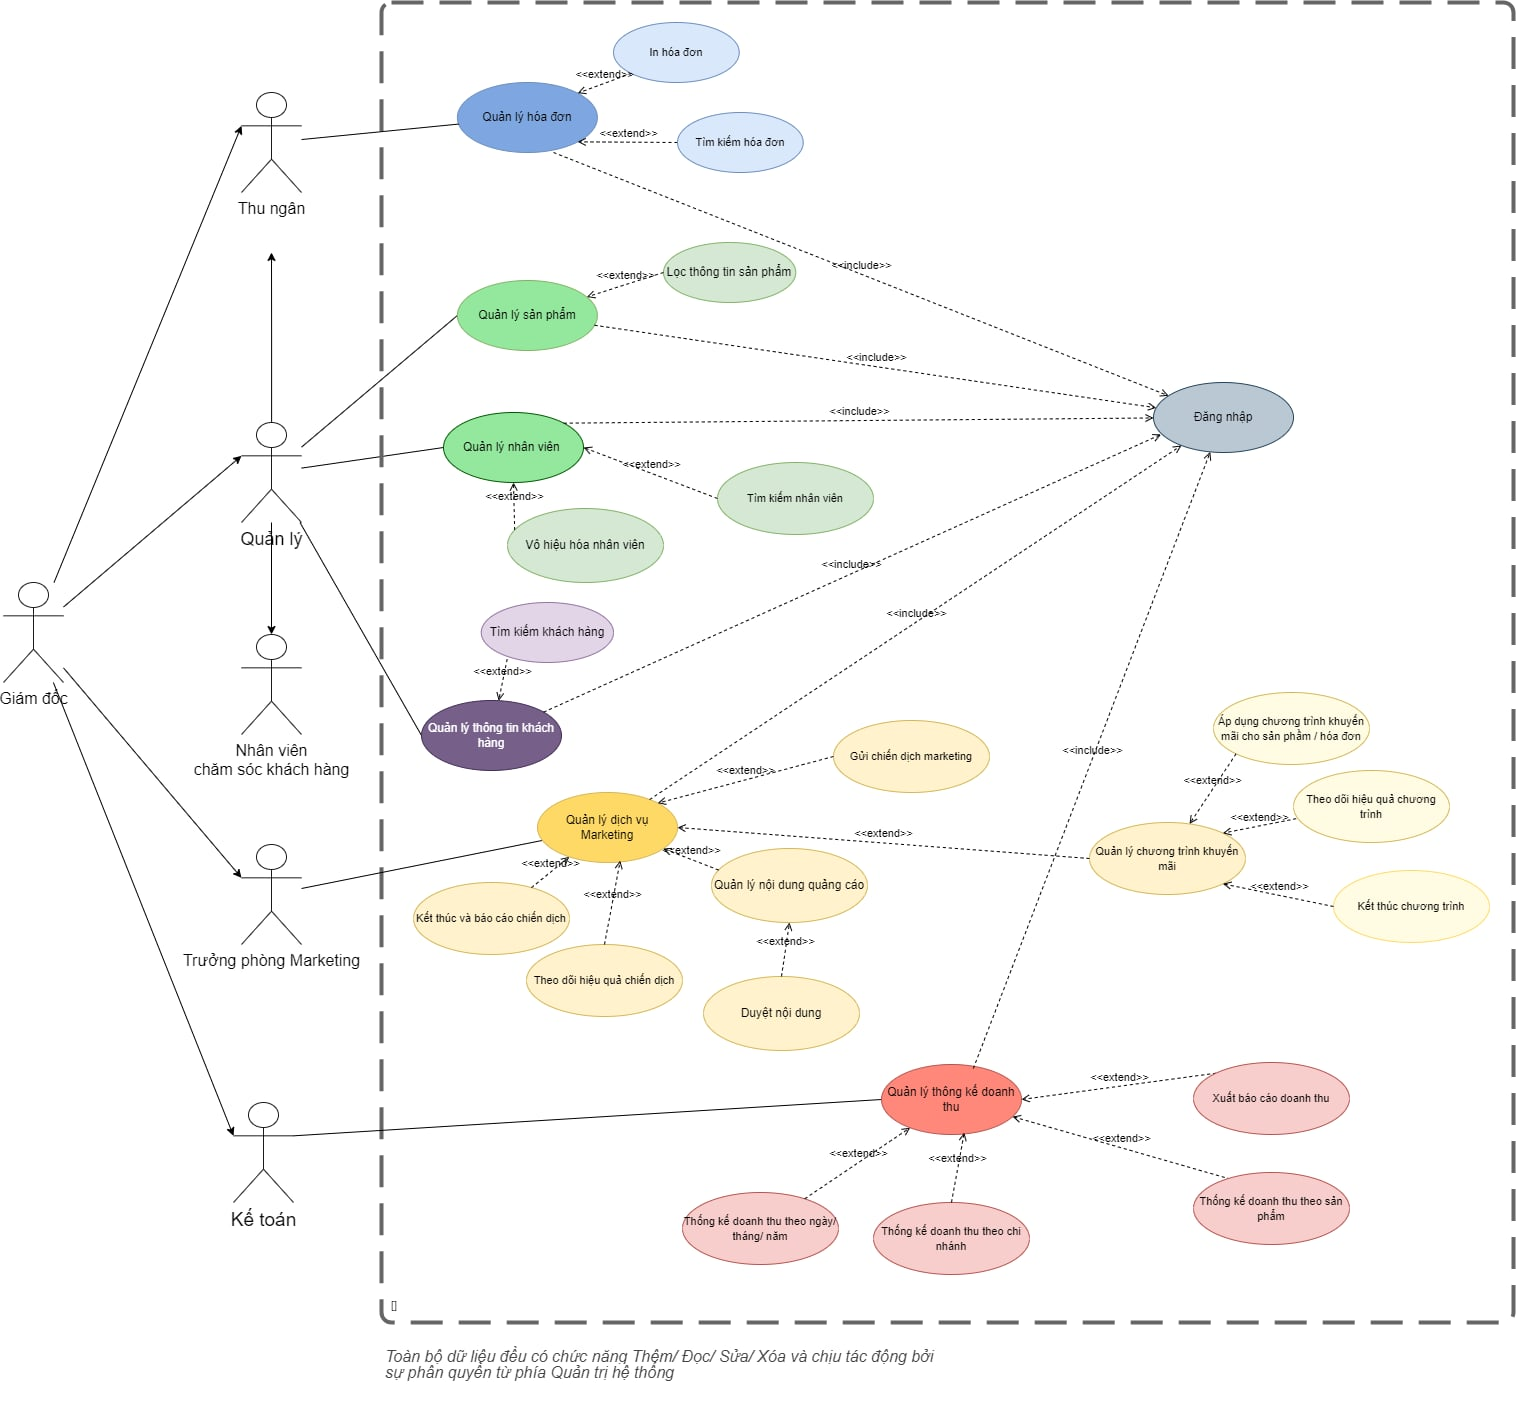 In hóa đơn
<<extend>>
Quản lý hóa đơn
<<extend>>
Tìm kiếm hóa đơn
Thu ngân
<<include>>
Lọc thông tin sản phẩm
<<extend>>
Quản lý sản phẩm
<<include>>
<<include>>
Đăng nhập
Quản lý nhân viên
<<extend>>
<<extend>>
Tìm kiếm nhân viên
Quản lý
Vô hiệu hóa nhân viên
<<include>>
<<include>>
Tìm kiếm khách hàng
<<extend>>
Giám đốc
Quản lý thông tin khách
hàng
Nhân viên
chăm sóc khách hàng
Gửi chiến dịch marketing
<<extend>>
<<include>>
Áp dụng chương trình khuyến
mãi cho sản phẩm / hóa đơn
<<extend>>
Theo dõi hiệu quả chương
trình
<<extend>>
Quản lý dịch vụ
Marketing
<<extend>>
Quản lý chương trình khuyến
mãi
<<extend>>
<<extend>>
<<extend>>
Quản lý nội dung quảng cáo
<<extend>>
Kết thúc chương trình
Kết thúc và báo cáo chiến dịch
<<extend>>
Trưởng phòng Marketing
Theo dõi hiệu quả chiến dịch
Duyệt nội dung
Quản lý thông kế doanh
thu
<<extend>>
Xuất báo cáo doanh thu
<<extend>>
<<extend>>
<<extend>>
Kế toán
Thống kế doanh thu theo ngày/
tháng/ năm
Thống kế doanh thu theo chi
nhánh
Thống kế doanh thu theo sản
phẩm
Toàn bộ dữ liệu đều có chức năng Thêm/ Đọc/ Sửa/ Xóa và chịu tác động bởi
sự phân quyền từ phía Quản trị hệ thống